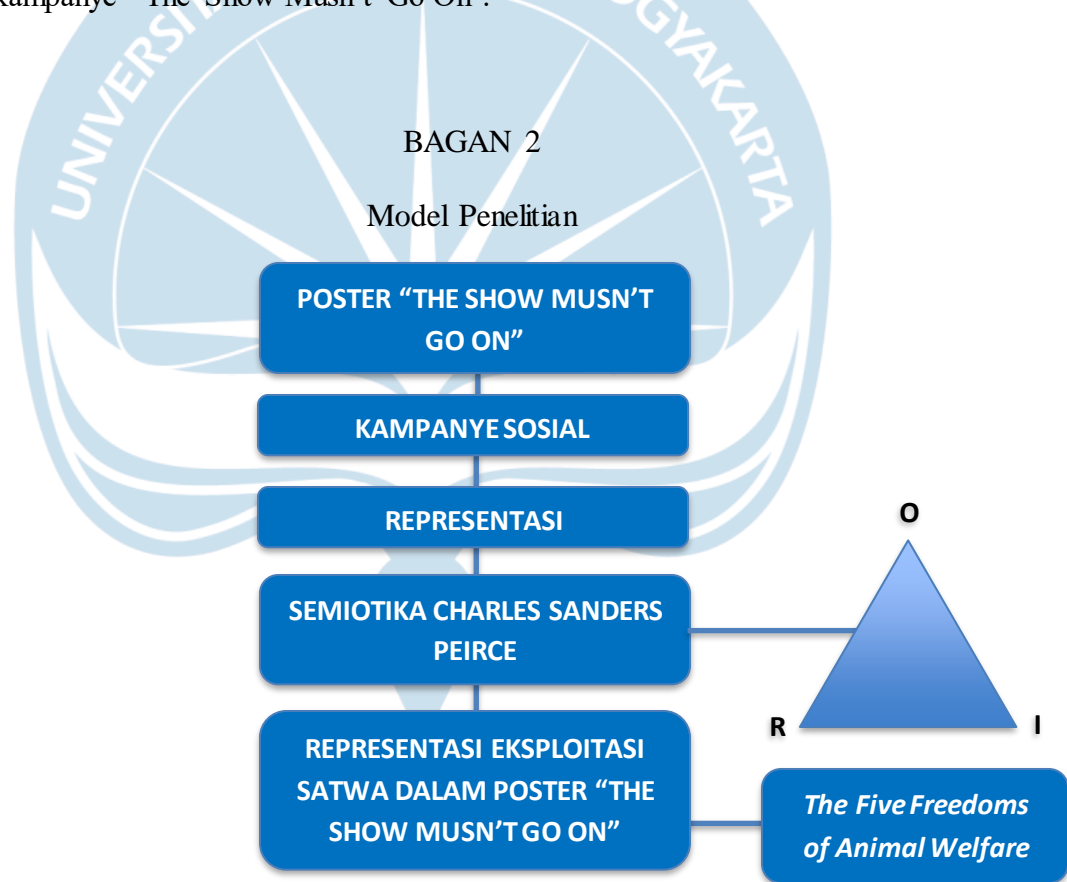 kampanye "The Show Musn't Go On".
UNIVERSI
OGYAKARTA
BAGAN 2
Model Penelitian
POSTER “THE SHOW MUSN’T
GO ON”
KAMPANYE SOSIAL
REPRESENTASI
O
SEMIOTIKA CHARLES SANDERS
PEIRCE
R
I
REPRESENTASI EKSPLOITASI
SATWA DALAM POSTER “THE
SHOW MUSN’T GO ON”
The Five Freedoms
of Animal Welfare